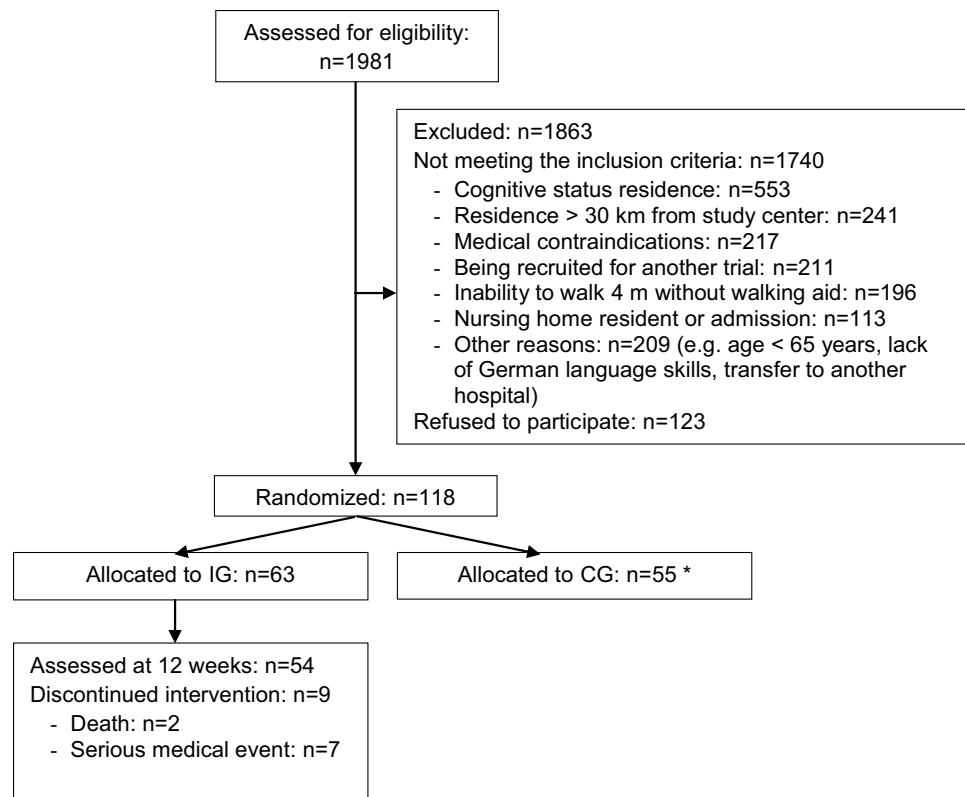 Assessed for eligibility:
n=1981
Excluded: n=1863
Not meeting the inclusion criteria: n=1740
- Cognitive status residence: n=553
- Residence > 30 km from study center: n=241
- Medical contraindications: n=217
- Being recruited for another trial: n=211
- Inability to walk 4 m without walking aid: n=196
- Nursing home resident or admission: n=113
- Other reasons: n=209 (e.g. age < 65 years, lack
of German language skills, transfer to another
hospital)
Refused to participate: n=123
Randomized: n=118
Allocated to IG: n=63
Allocated to CG: n=55 *
Assessed at 12 weeks: n=54
Discontinued intervention: n=9
- Death: n=2
- Serious medical event: n=7